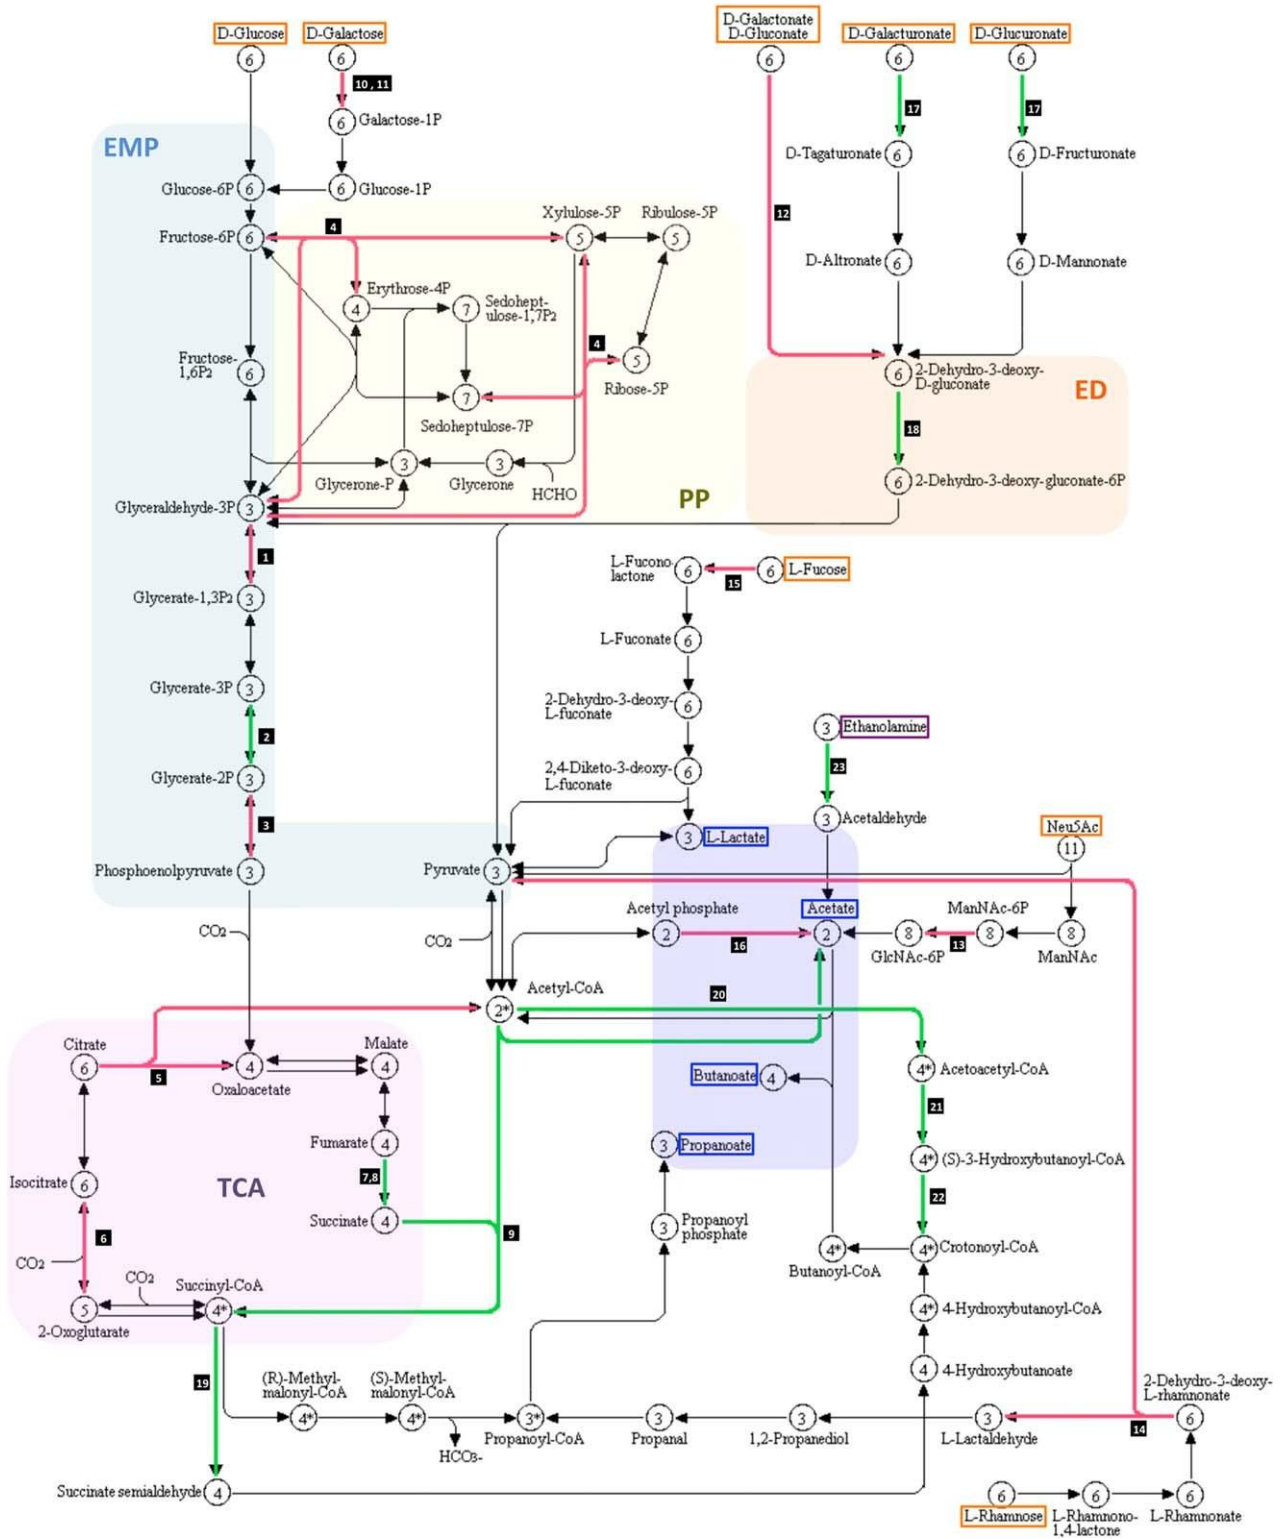 D-Glucose
D-Galactose
D-Galactonate
D-Gluconate
D-Galacturonate
D-Glucuronate
6
6
6
6
6
10, 11
17
17
6
Galactose-1P
EMP
D-Tagaturonate
6
6
D-Fructuronate
Glucose-6P
6
6
Glucose-1P
12
Xylulose-5P
Ribulose-5P
4
Fructose-6P
6
5
5
D-Altronate
6
6
D-Mannonate
Erythrose-4P
4
7
Sedohept-
ulose-1,7P2
4
Fructose-
1,6P2
6
5
Ribose-5P
6
2-Dehydro-3-deoxy-
D-gluconate
ED
7
Sedoheptulose-7P
18
3
3
Glycerone-P
Glycerone
HCHO
6
2-Dehydro-3-deoxy-gluconate-6P
Glyceraldehyde-3P
3
PP
1
L-Fucono
lactone
6
6
L-Fucose
15
Glycerate-1,3P2
3
L-Fuconate
6
Glycerate-3P
3
2-Dehydro-3-deoxy-
L-fuconate
6
2
3
Ethanolamine
Glycerate-2P
3
2,4-Diketo-3-deoxy-
L-fuconate
6
23
3
3
Acetaldehyde
3
L-Lactate
Neu5Ac
11
Phosphoenolpyruvate
3
Pyruvate
3
Acetyl phosphate
Acetate
ManNAc-6P
CO2
CO2
2
16
2
8
13
8
8
GlcNAc-6P
ManNAc
Acetyl-CoA
20
2*
Citrate
Malate
6
5
4
Oxaloacetate
4
4*
Acetoacetyl-CoA
Butanoate
4
21
Fumarate
4
3
Propanoate
4*
(S)-3-Hydroxybutanoyl-CoA
Isocitrate
6
TCA
7,8
22
Succinate
4
3
Propanoyl
phosphate
6
9
4*
4*
Crotonoyl-CoA
Butanoyl-CoA
CO2
CO2
Succinyl-CoA
5
4*
4*
4-Hydroxybutanoyl-CoA
2-Oxoglutarate
19
4
4-Hydroxybutanoate
(R)-Methyl-
malonyl-CoA
(S)-Methyl-
malonyl-CoA
2-Dehydro-3-deoxy-
L-rhamnonate
4*
4*
3*
3
3
3
14
6
HCO3-
Propanoyl-CoA
Propanal
1,2-Propanediol
L-Lactaldehyde
Succinate semialdehyde
4
6
6
6
L-Rhamnose
L-Rhamnono-
1,4-lactone
L-Rhamnonate